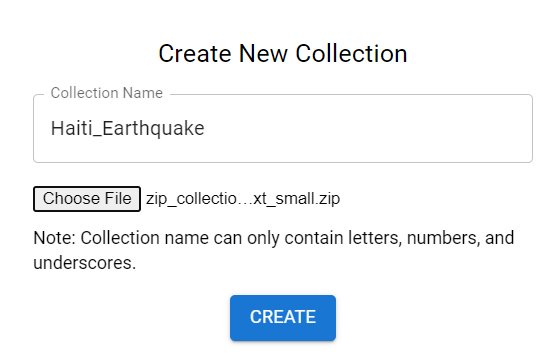 Create New Collection
Collection Name
Haiti_Earthquake
Choose File zip_collectio…xt_small.zip
Note: Collection name can only contain letters, numbers, and
underscores.
CREATE